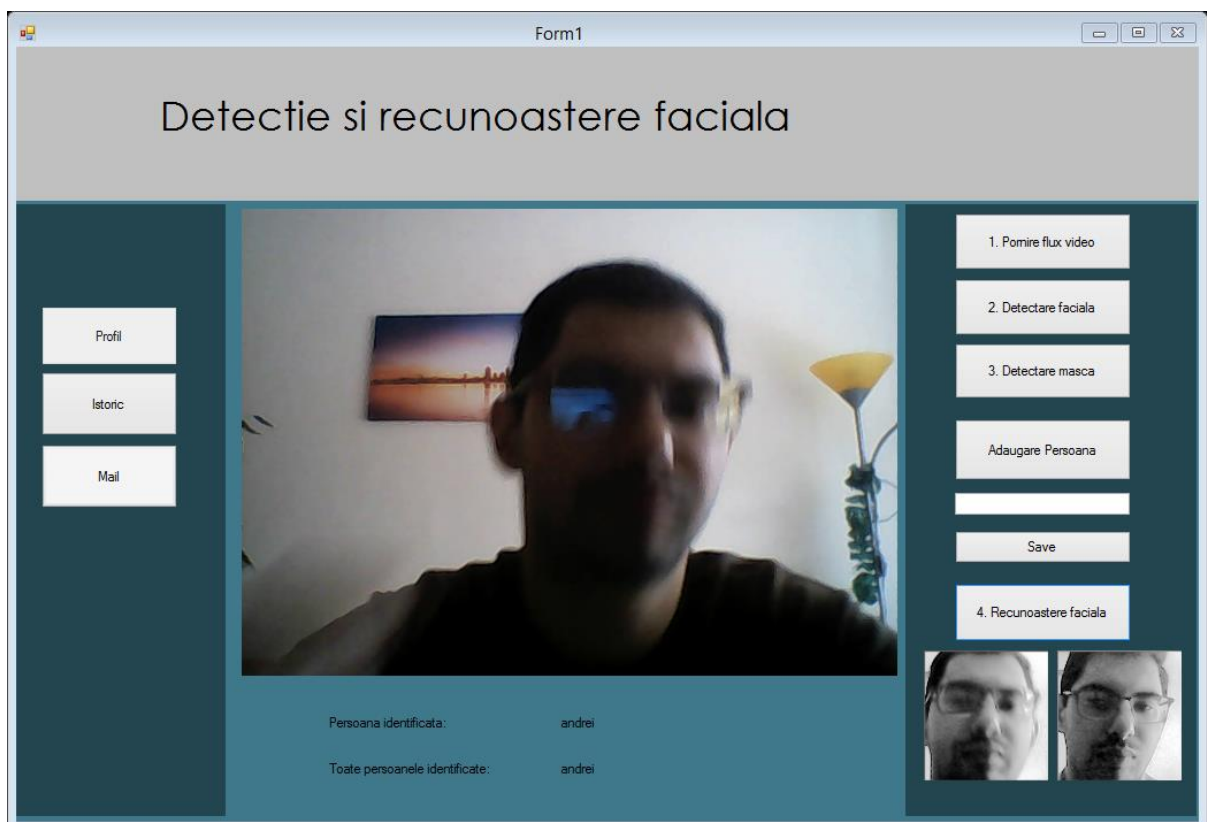 Form1
Detectie si recunoastere faciala
Profil
Istoric
Mail
1. Pornire flux video
2. Detectare faciala
3. Detectare masca
Adaugare Persoana
Save
4. Recunoastere faciala
Persoana identificata: andrei
Toate persoanele identificate: andrei